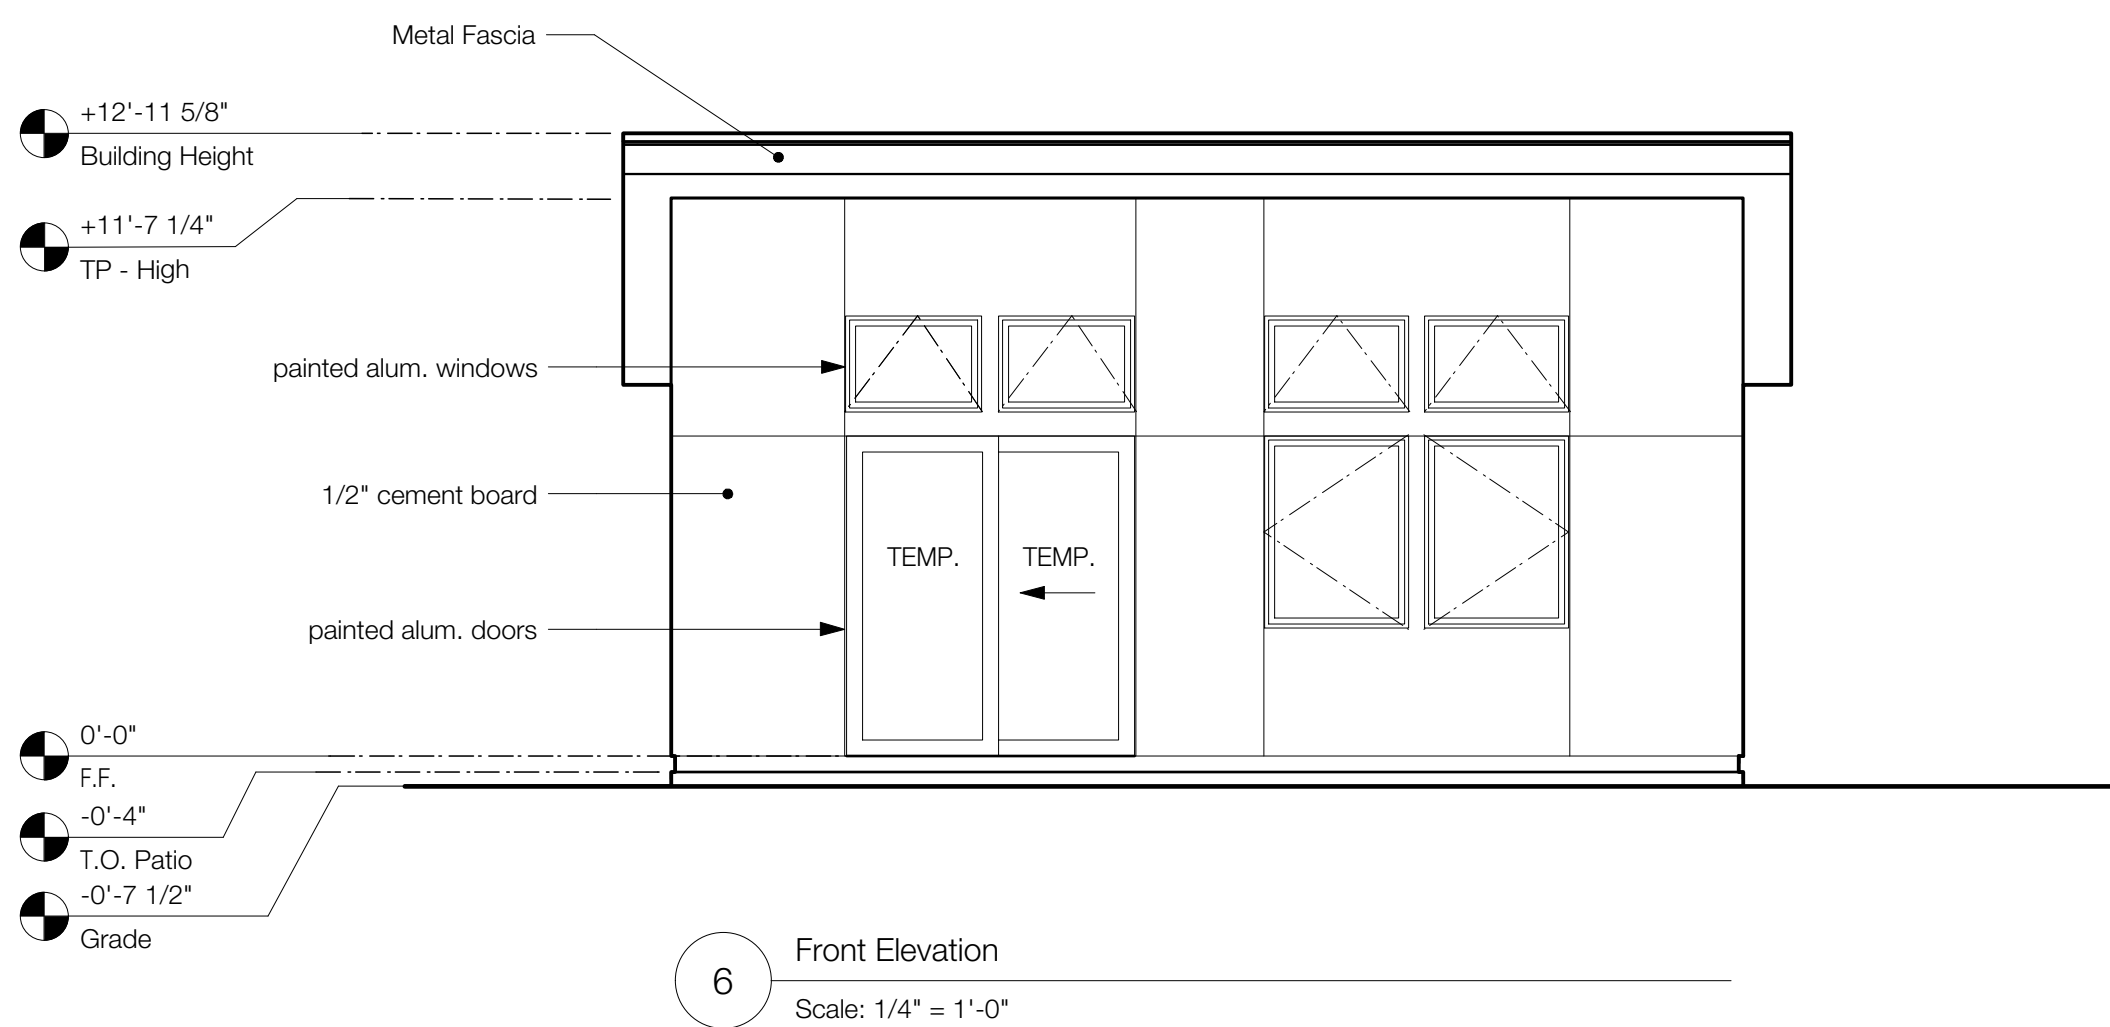 Metal Fascia
+12'-11 5/8"
Building Height
+11'-7 1/4"
TP - High
painted alum. windows
1/2" cement board
TEMP.
TEMP.
painted alum. doors
0'-0"
F.F.
-0'-4"
T.O. Patio
-0'-7 1/2"
Grade
6
Front Elevation
Scale: 1/4" = 1'-0"